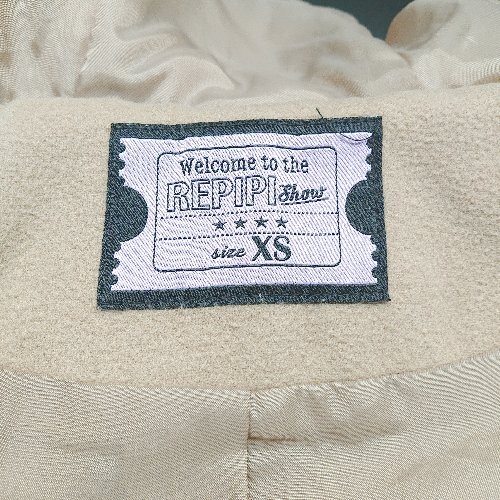 Welcome to the
REPIPI Show
★★★★
size XS